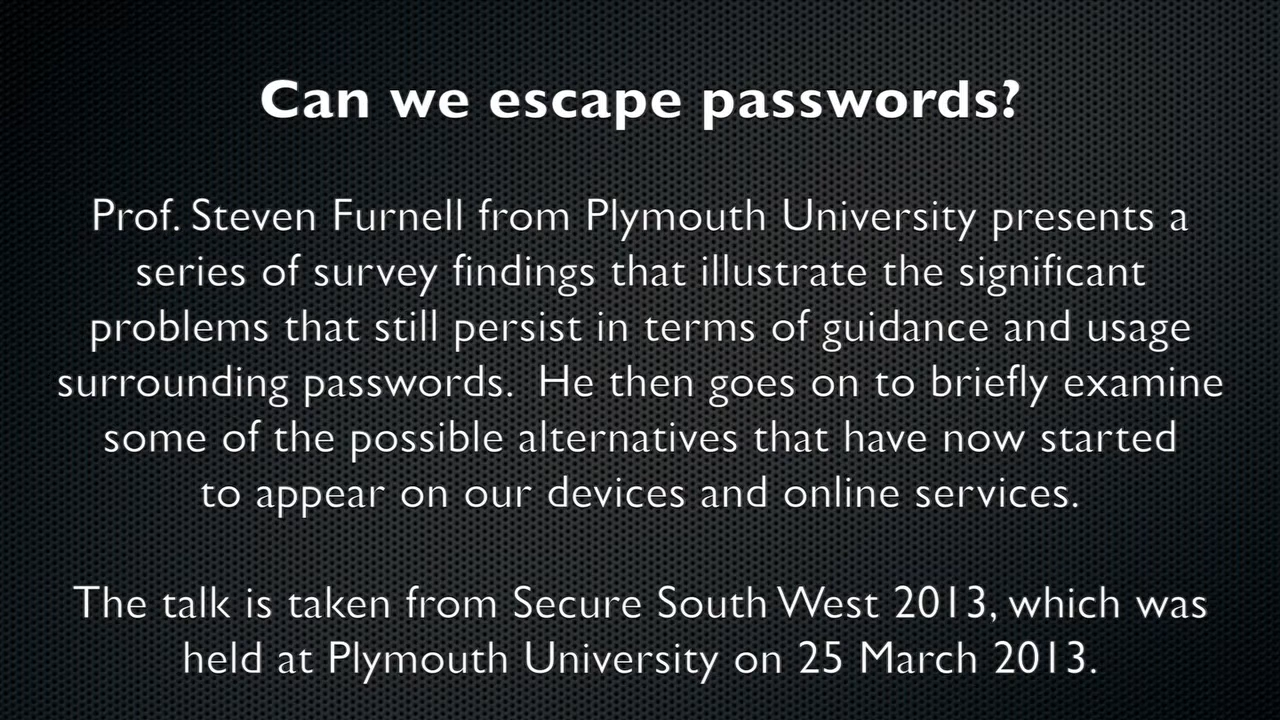 Can we escape passwords?
Prof. Steven Furnell from Plymouth University presents a
series of survey findings that illustrate the significant
problems that still persist in terms of guidance and usage
surrounding passwords.  He then goes on to briefly examine
some of the possible alternatives that have now started
to appear on our devices and online services.
The talk is taken from Secure South West 2013, which was
held at Plymouth University on 25 March 2013.